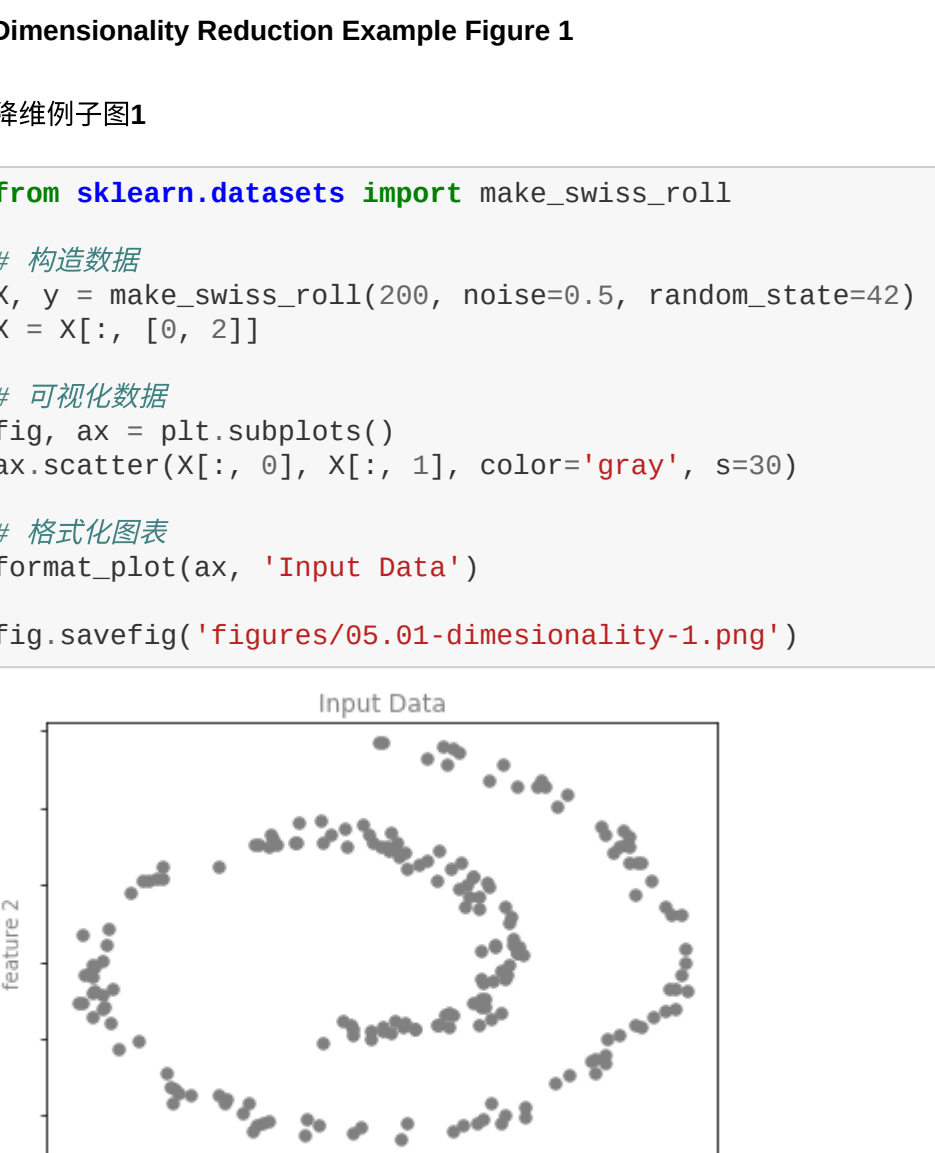 Dimensionality Reduction Example Figure 1
降维例子图1
from sklearn.datasets import make_swiss_roll
# 构造数据
X, y = make_swiss_roll(200, noise=0.5, random_state=42)
X = X[:, [0, 2]]
# 可视化数据
fig, ax = plt.subplots()
ax.scatter(X[:, 0], X[:, 1], color='gray', s=30)
# 格式化图表
format_plot(ax, 'Input Data')
fig.savefig('figures/05.01-dimesionality-1.png')
Input Data
feature 2